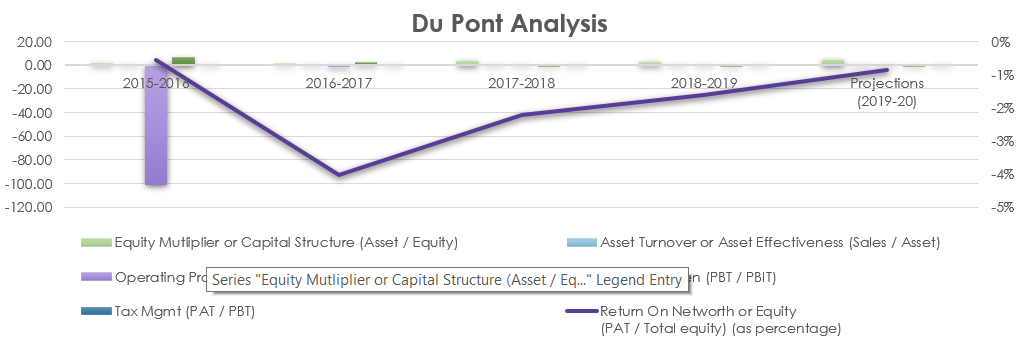 Du Pont Analysis
20.00
0%
0.00
-1%
2015-2016
2016-2017
2017-2018
2018-2019
Projections
(2019-20)
-20.00
-2%
-40.00
-60.00
-3%
-80.00
-4%
-100.00
-120.00
-5%
Equity Mutliplier or Capital Structure (Asset / Equity)
Asset Turnover or Asset Effectiveness (Sales / Asset)
Operating
Series "Equity Mutliplier or Capital Structure (Asset / Eq..." Legend Entry
(PBT / PBIT)
Tax Mgmt (PAT / PBT)
Return On Networth or Equity
(PAT / Total equity) (as percentage)